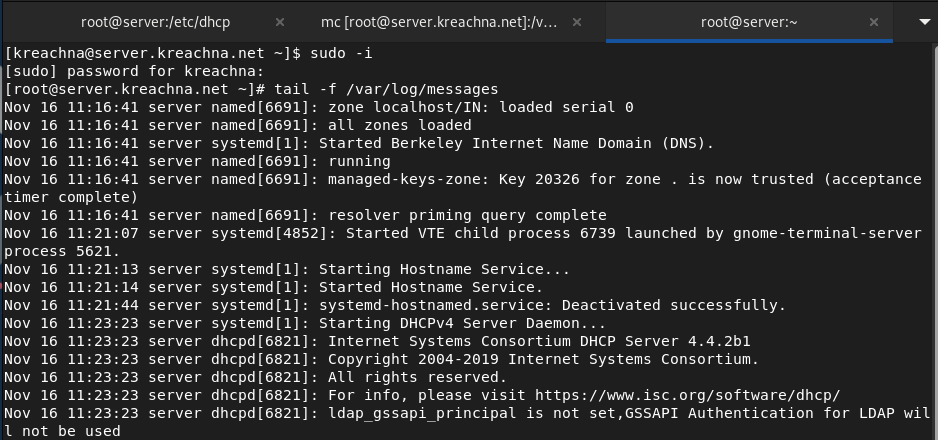 root@server:/etc/dhcp × mc [root@server.kreachna.net]:/v… × root@server:~ ×
[kreachna@server.kreachna.net ~]$ sudo -i
[sudo] password for kreachna:
[root@server.kreachna.net ~]# tail -f /var/log/messages
Nov 16 11:16:41 server named[6691]: zone localhost/IN: loaded serial 0
Nov 16 11:16:41 server named[6691]: all zones loaded
Nov 16 11:16:41 server systemd[1]: Started Berkeley Internet Name Domain (DNS).
Nov 16 11:16:41 server named[6691]: running
Nov 16 11:16:41 server named[6691]: managed-keys-zone: Key 20326 for zone . is now trusted (acceptance
timer complete)
Nov 16 11:16:41 server named[6691]: resolver priming query complete
Nov 16 11:21:07 server systemd[4852]: Started VTE child process 6739 launched by gnome-terminal-server
process 5621.
Nov 16 11:21:13 server systemd[1]: Starting Hostname Service...
Nov 16 11:21:14 server systemd[1]: Started Hostname Service.
Nov 16 11:21:44 server systemd[1]: systemd-hostnamed.service: Deactivated successfully.
Nov 16 11:23:23 server systemd[1]: Starting DHCPv4 Server Daemon...
Nov 16 11:23:23 server dhcpd[6821]: Internet Systems Consortium DHCP Server 4.4.2b1
Nov 16 11:23:23 server dhcpd[6821]: Copyright 2004-2019 Internet Systems Consortium.
Nov 16 11:23:23 server dhcpd[6821]: All rights reserved.
Nov 16 11:23:23 server dhcpd[6821]: For info, please visit https://www.isc.org/software/dhcp/
Nov 16 11:23:23 server dhcpd[6821]: ldap_gssapi_principal is not set,GSSAPI Authentication for LDAP wil
l not be used